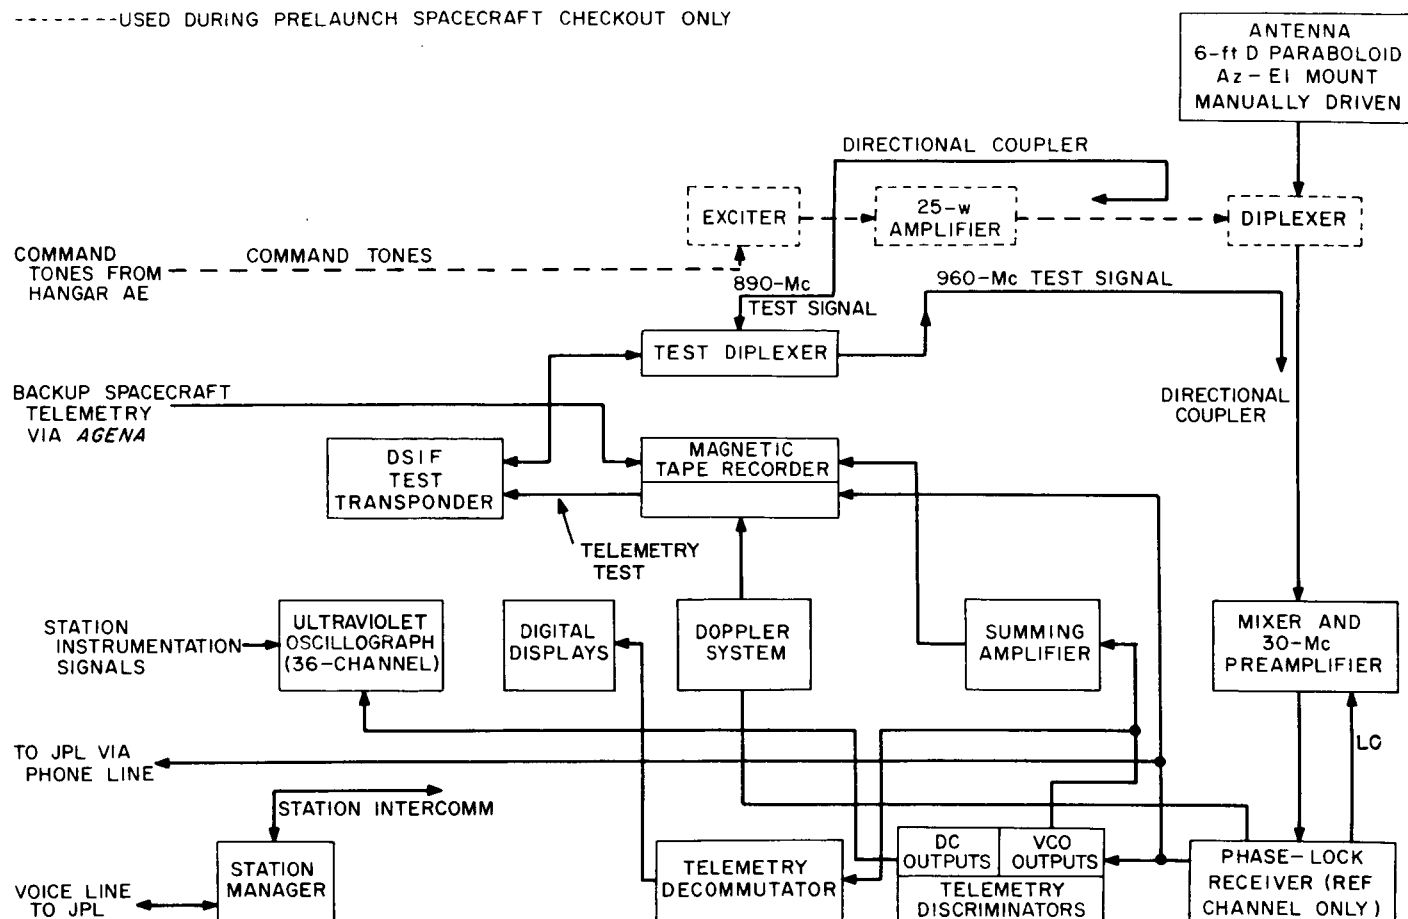 -------USED DURING PRELAUNCH SPACECRAFT CHECKOUT ONLY
ANTENNA
6-ft D PARABOLOID
Az-El MOUNT
MANUALLY DRIVEN
DIRECTIONAL COUPLER
EXCITER
25-w
AMPLIFIER
DIPLEXER
COMMAND
TONES FROM
HANGAR AE
COMMAND TONES
890-Mc
TEST SIGNAL
960-Mc TEST SIGNAL
TEST DIPLEXER
BACKUP SPACECRAFT
TELEMETRY
VIA AGENA
DIRECTIONAL
COUPLER
DSIF
TEST
TRANSPONDER
MAGNETIC
TAPE RECORDER
TELEMETRY
TEST
STATION
INSTRUMENTATION
SIGNALS
ULTRAVIOLET
OSCILLOGRAPH
(36-CHANNEL)
DIGITAL
DISPLAYS
DOPPLER
SYSTEM
SUMMING
AMPLIFIER
MIXER AND
30-Mc
PREAMPLIFIER
LO
TO JPL VIA
PHONE LINE
STATION INTERCOMM
STATION
MANAGER
VOICE LINE
TO JPL
TELEMETRY
DECOMMUTATOR
DC
OUTPUTS
VCO
OUTPUTS
TELEMETRY
DISCRIMINATORS
PHASE-LOCK
RECEIVER (REF
CHANNEL ONLY)